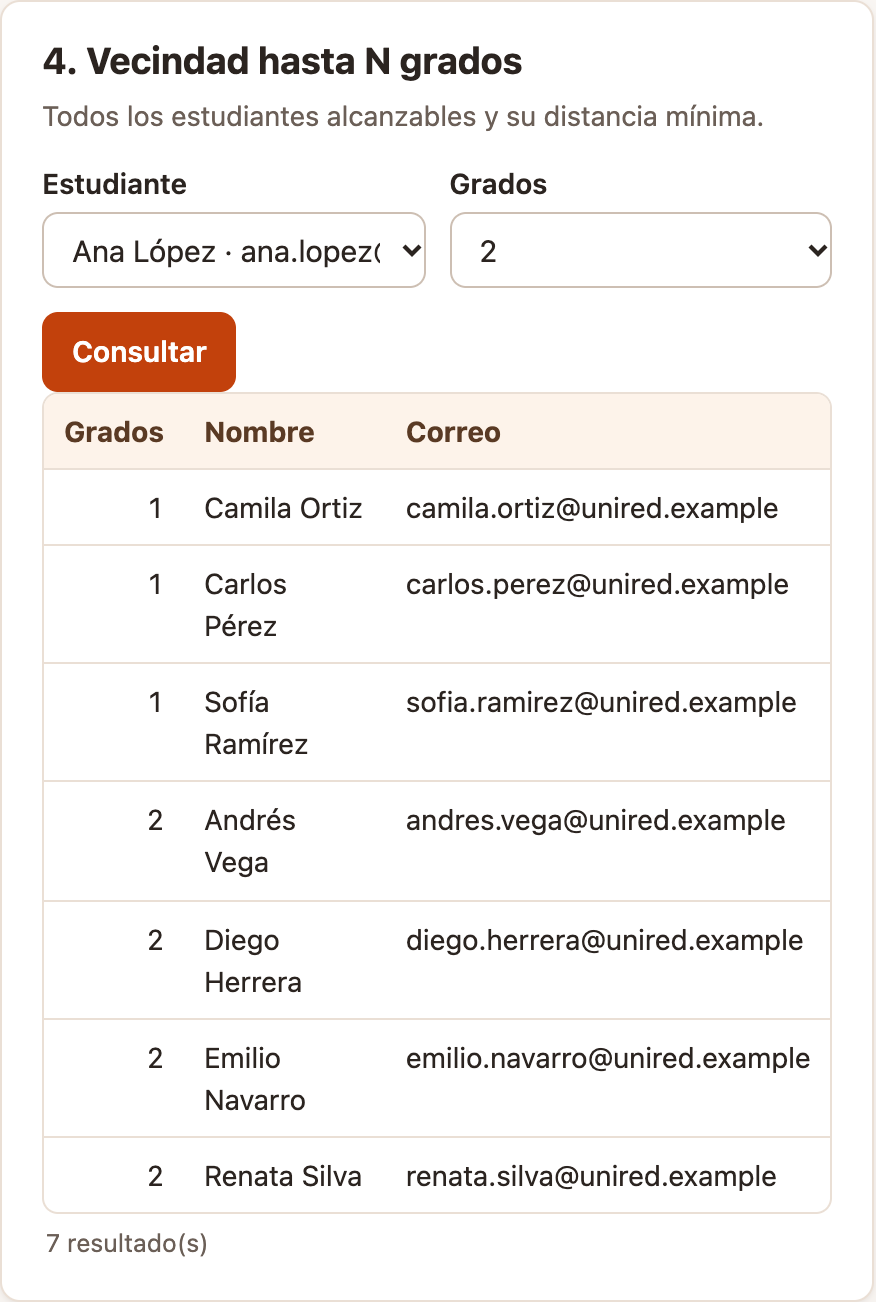 4. Vecindad hasta N grados
Todos los estudiantes alcanzables y su distancia mínima.
Estudiante Grados
Ana López · ana.lopez@ 2
Consultar
Grados Nombre Correo
1 Camila Ortiz camila.ortiz@unired.example
1 Carlos carlos.perez@unired.example
Pérez
1 Sofía sofia.ramirez@unired.example
Ramírez
2 Andrés andres.vega@unired.example
Vega
2 Diego diego.herrera@unired.example
Herrera
2 Emilio emilio.navarro@unired.example
Navarro
2 Renata Silva renata.silva@unired.example
7 resultado(s)